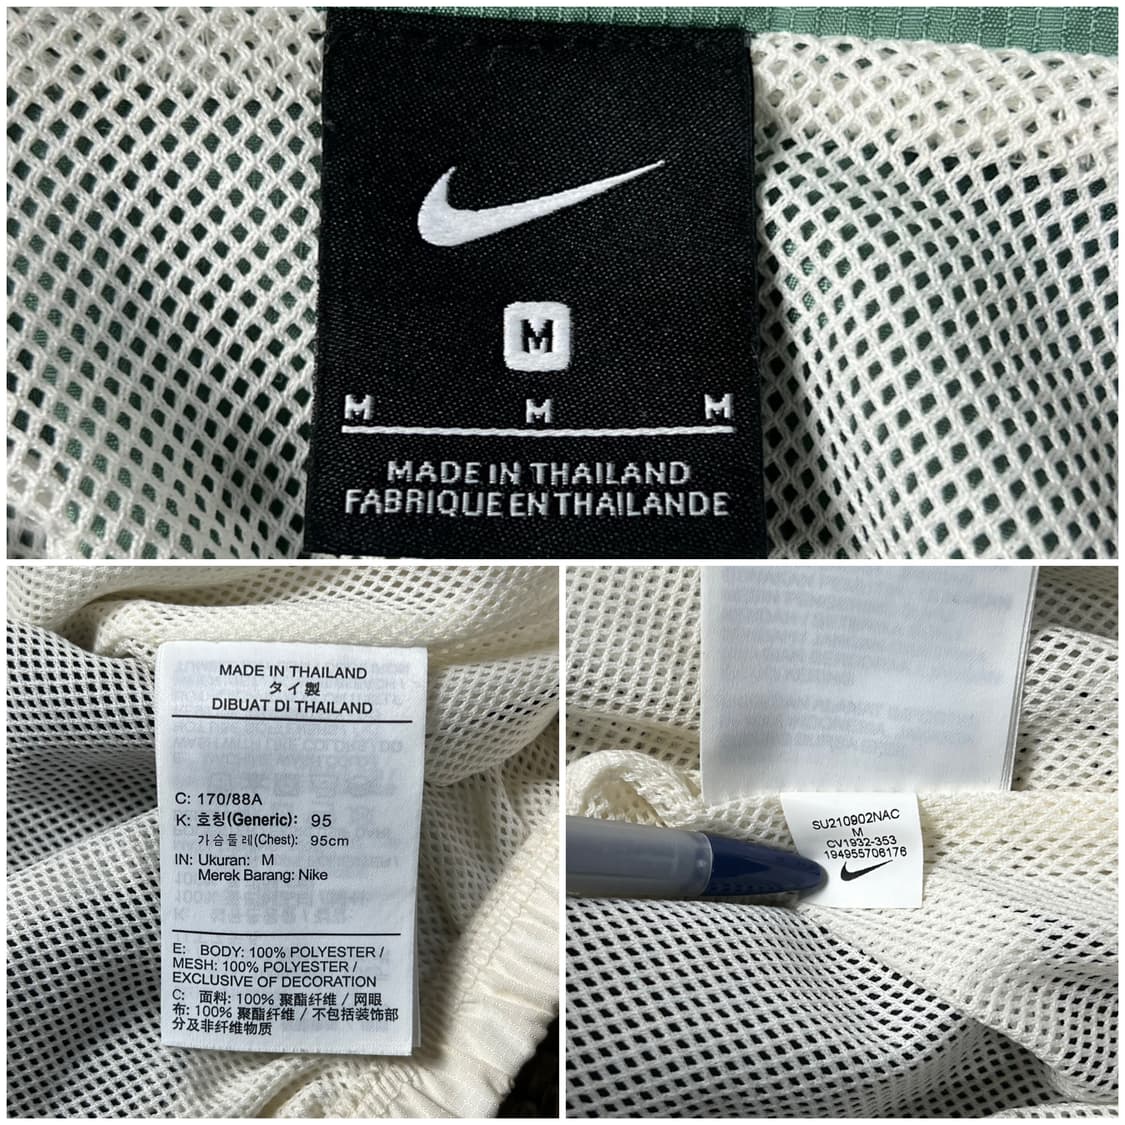 M
M M M
MADE IN THAILAND
FABRIQUE EN THAILANDE
MADE IN THAILAND
タイ製
DIBUAT DI THAILAND
C: 170/88A
K: 호칭(Generic): 95
가슴둘레(Chest): 95cm
IN: Ukuran: M
Merek Barang: Nike
E: BODY: 100% POLYESTER /
MESH: 100% POLYESTER /
EXCLUSIVE OF DECORATION
C: 面料: 100% 聚酯纤维 / 网眼
布: 100% 聚酯纤维 / 不包括装饰部
分及非纤维物质
SU210902NAC
M
CV1932-353
194955706176